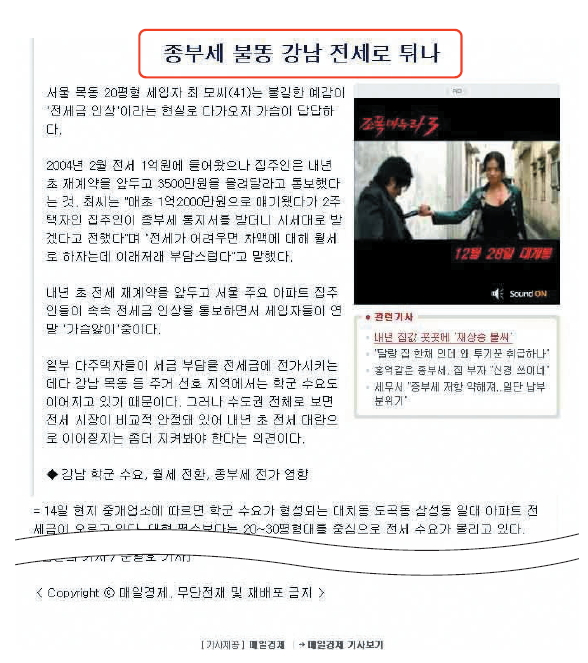 종부세 불똥 강남 전세로 튀나
서울 목동 20평형 세입자 최 모씨(41)는 불길한 예감이
'전세금 인상'이라는 현실로 다가오자 가슴이 답답하
다.
2004년 2월 전세 1억원에 들어왔으나 집주인은 내년
초 재계약을 앞두고 3500만원을 올려달라고 통보했다
는 것. 최씨는 "애초 1억2000만원으로 얘기됐다가 2주
택자인 집주인이 종부세 통지서를 받더니 시세대로 받
겠다고 전했다"며 "전세가 어려우면 차액에 대해 월세
로 하자는데 이래저래 부담스럽다"고 말했다.
내년 초 전세 재계약을 앞두고 서울 주요 아파트 집주
인들이 속속 전세금 인상을 통보하면서 세입자들이 연
말 '가슴앓이'중이다.
일부 다주택자들이 세금 부담을 전세금에 전가시키는
데다 강남 목동 등 주거 선호 지역에서는 학군 수요도
이어지고 있기 때문이다. 그러나 수도권 전체로 보면
전세 시장이 비교적 안정돼 있어 내년 초 전세 대란으
로 이어질지는 좀더 지켜봐야 한다는 의견이다.
◆강남 학군 수요, 월세 전환, 종부세 전가 영향
AD
조폭마누라3
12월 28일 대개봉
Sound ON
관련기사
내년 집값 곳곳에 '재상승 불씨'
"달랑 집 한채 인데 왜 투기꾼 취급하나"
홍역같은 종부세. 집 부자 "신경 쓰이네"
세무서 "종부세 저항 약해져..일단 납부
분위기"
= 14일 현지 중개업소에 따르면 학군 수요가 형성되는 대치동 도곡동 삼성동 일대 아파트 전
세금이 오르고 있다. 대형 평수보다는 20~30평형대를 중심으로 전세 수요가 몰리고 있다.
기자 / 기자]
< Copyright ⓒ 매일경제. 무단전재 및 재배포 금지 >
[기사제공] 매일경제 | → 매일경제 기사보기